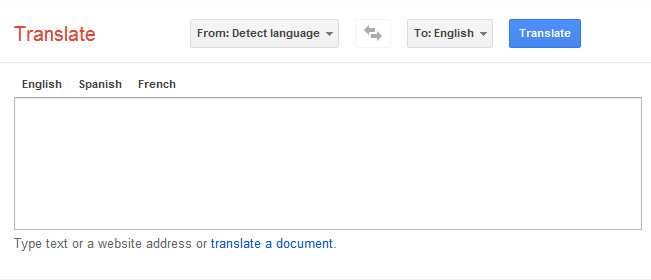 Translate From: Detect language To: English Translate
English Spanish French
Type text or a website address or translate a document.